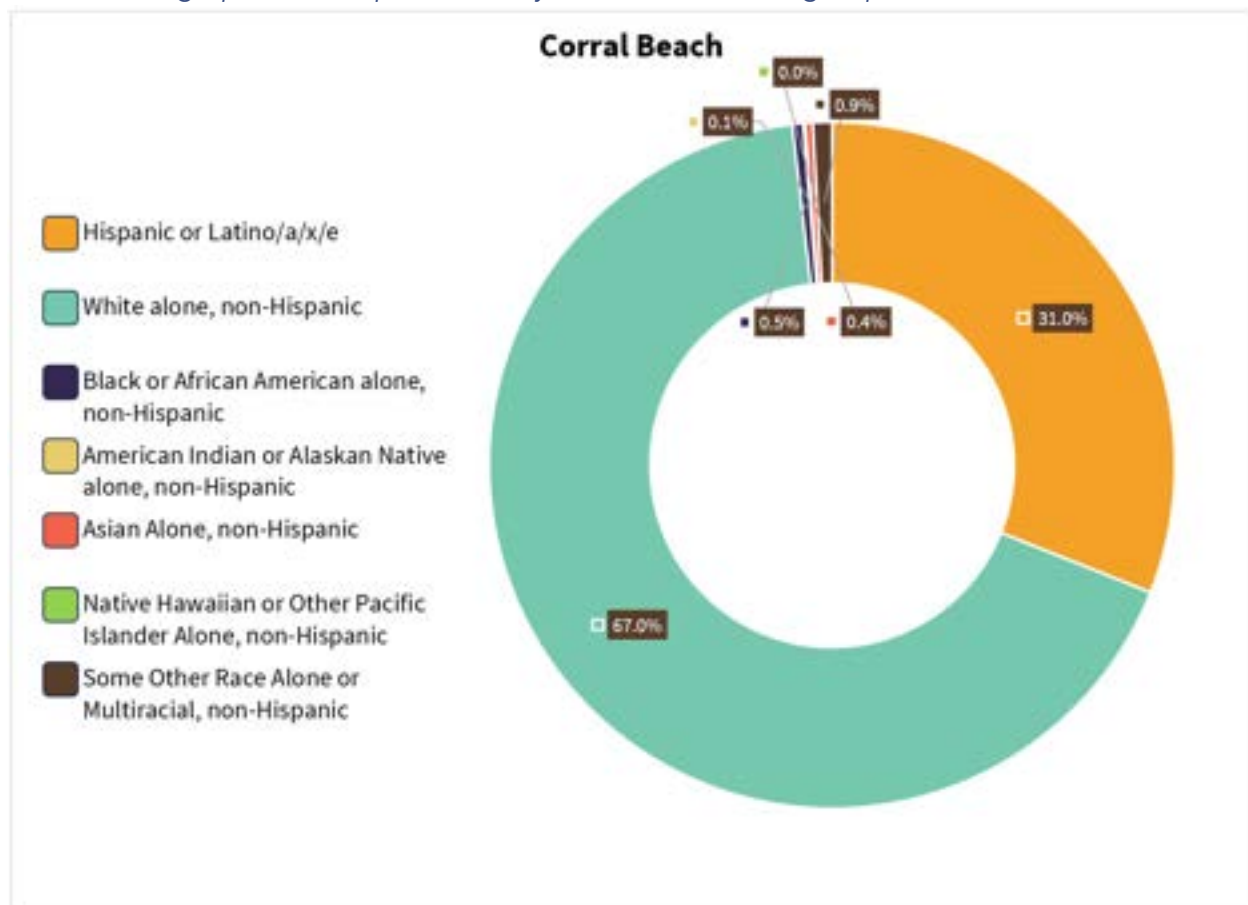 Corral Beach
0.0%
0.9%
0.1%
Hispanic or Latino/a/x/e
White alone, non-Hispanic
0.5%
0.4%
31.0%
Black or African American alone,
non-Hispanic
American Indian or Alaskan Native
alone, non-Hispanic
Asian Alone, non-Hispanic
Native Hawaiian or Other Pacific
Islander Alone, non-Hispanic
67.0%
Some Other Race Alone or
Multiracial, non-Hispanic